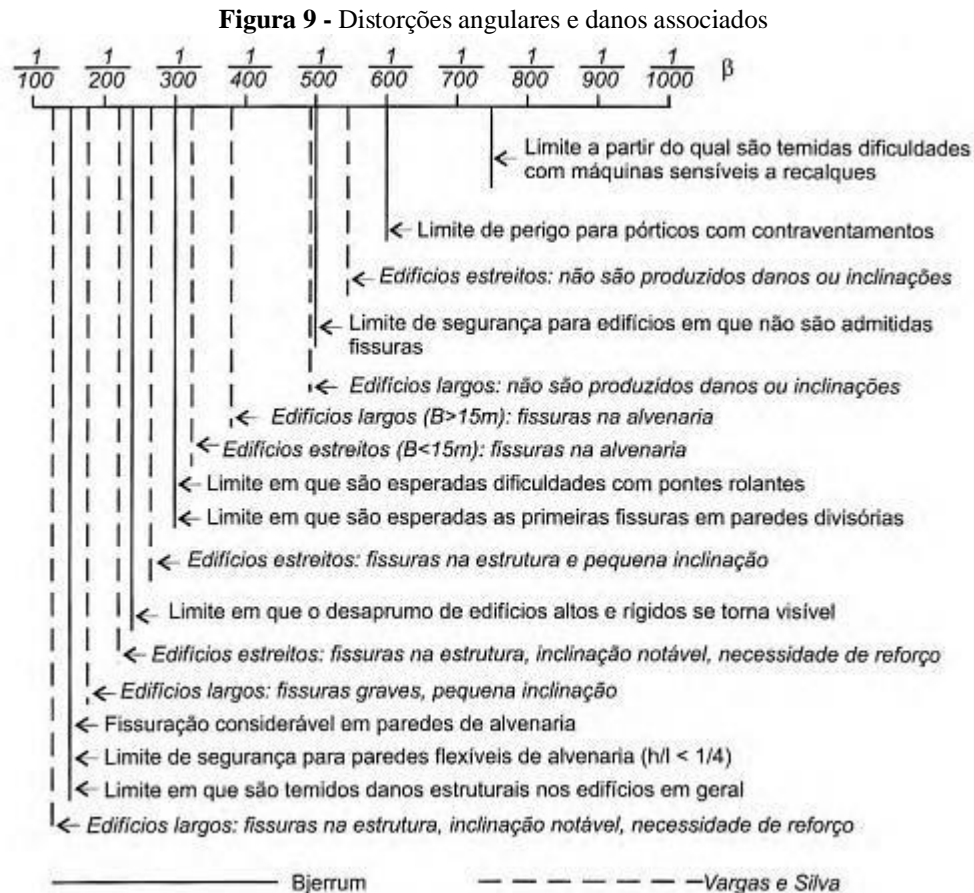 Figura 9 - Distorções angulares e danos associados
1/100 1/200 1/300 1/400 1/500 1/600 1/700 1/800 1/900 1/1000 β
Limite a partir do qual são temidas dificuldades
com máquinas sensíveis a recalques
Limite de perigo para pórticos com contraventamentos
Edifícios estreitos: não são produzidos danos ou inclinações
Limite de segurança para edifícios em que não são admitidas
fissuras
Edifícios largos: não são produzidos danos ou inclinações
Edifícios largos (B>15m): fissuras na alvenaria
Edifícios estreitos (B<15m): fissuras na alvenaria
Limite em que são esperadas dificuldades com pontes rolantes
Limite em que são esperadas as primeiras fissuras em paredes divisórias
Edifícios estreitos: fissuras na estrutura e pequena inclinação
Limite em que o desaprumo de edifícios altos e rígidos se torna visível
Edifícios estreitos: fissuras na estrutura, inclinação notável, necessidade de reforço
Edifícios largos: fissuras graves, pequena inclinação
Fissuração considerável em paredes de alvenaria
Limite de segurança para paredes flexíveis de alvenaria (h/l < 1/4)
Limite em que são temidos danos estruturais nos edifícios em geral
Edifícios largos: fissuras na estrutura, inclinação notável, necessidade de reforço
Bjerrum Vargas e Silva